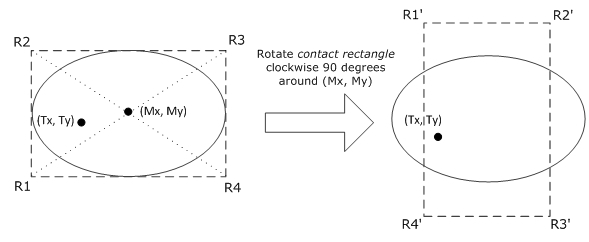 R1'
R2'
R2
R3
Rotate contact rectangle
clockwise 90 degrees
around (Mx, My)
(Tx, Ty)
(Mx, My)
(Tx, Ty)
R1
R4
R4'
R3'